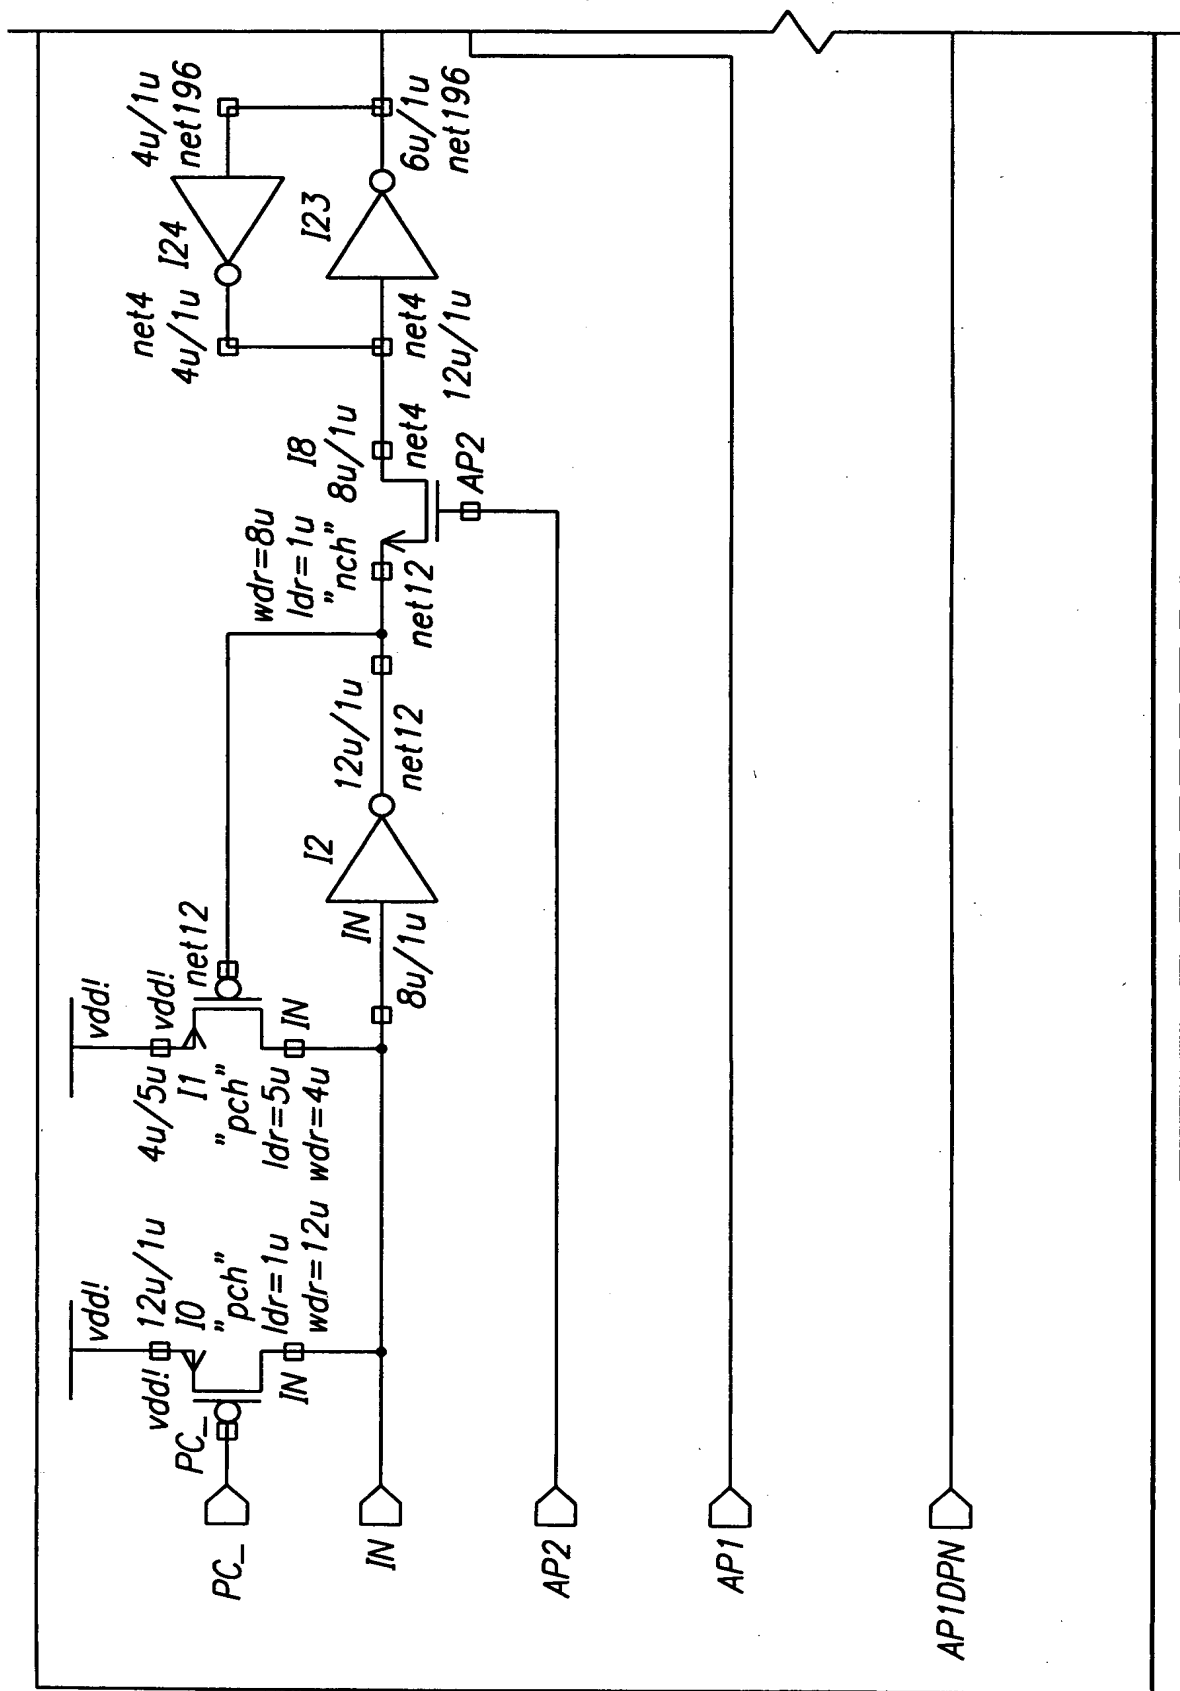 vdd!
12u/1u
I0
vdd!
PC_
"pch"
ldr=1u
wdr=12u
IN
vdd!
4u/5u
vdd!
I1
net12
"pch"
ldr=5u
wdr=4u
IN
IN
8u/1u
I2
12u/1u
net12
wdr=8u
ldr=1u
"nch"
net12
I8
8u/1u
net4
AP2
net4
4u/1u
I24
4u/1u
net196
net4
12u/1u
I23
6u/1u
net196
PC_
IN
AP2
AP1
AP1DPN